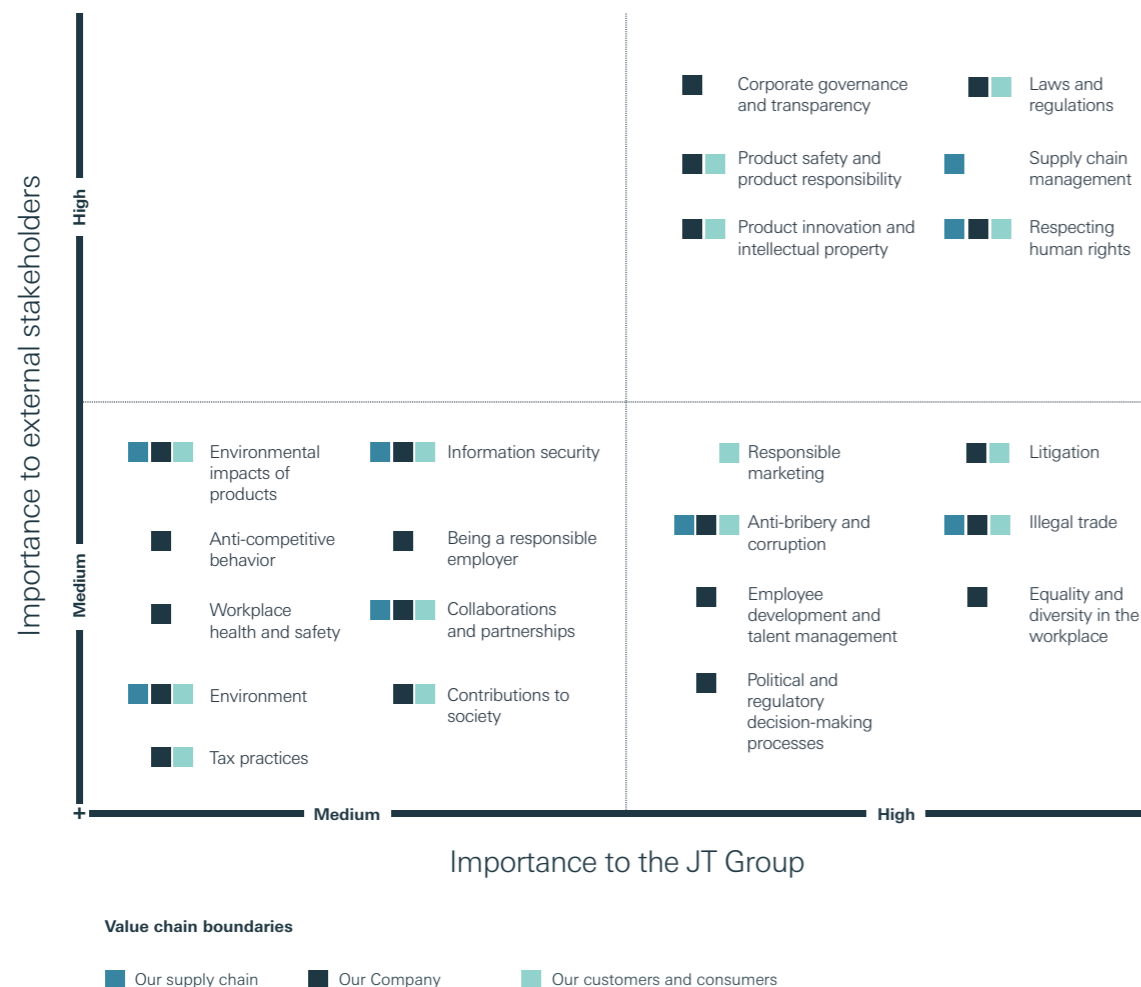 Importance to external stakeholders
High
Medium
Corporate governance
and transparency
Laws and
regulations
Product safety and
product responsibility
Supply chain
management
Product innovation and
intellectual property
Respecting
human rights
Environmental
impacts of
products
Information security
Anti-competitive
behavior
Being a responsible
employer
Workplace
health and safety
Collaborations
and partnerships
Environment
Contributions to
society
Tax practices
Responsible
marketing
Litigation
Anti-bribery and
corruption
Illegal trade
Employee
development and
talent management
Equality and
diversity in the
workplace
Political and
regulatory
decision-making
processes
+
Medium
High
Importance to the JT Group
Value chain boundaries
Our supply chain
Our Company
Our customers and consumers